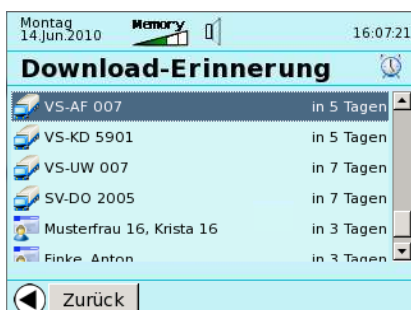 Montag
14.Jun.2010
Memory
16:07:21
Download-Erinnerung
VS-AF 007 in 5 Tagen
VS-KD 5901 in 5 Tagen
VS-UW 007 in 7 Tagen
SV-DO 2005 in 7 Tagen
Musterfrau 16, Krista 16 in 3 Tagen
Finke, Anton in 3 Tagen
Zurück